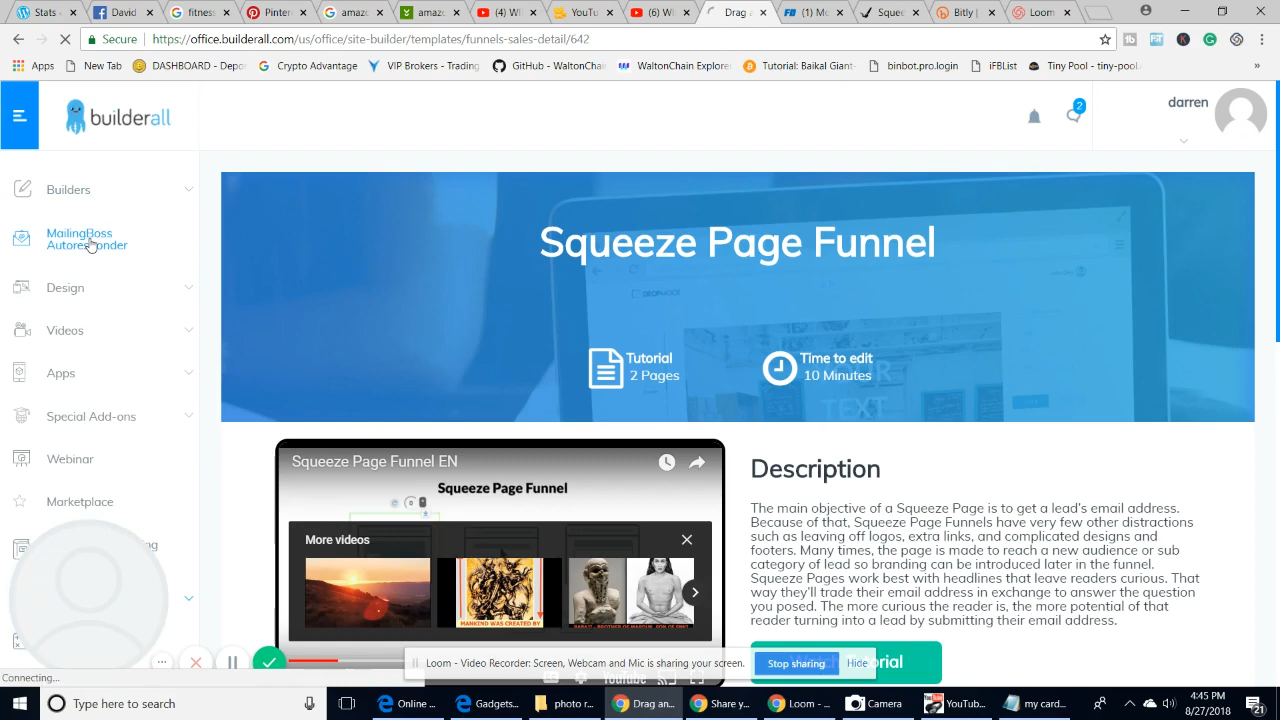 Stats
David
fitness
Pinter
amaz
amaz
(4) W
YouTu
(6) W
Drag a
(1) M
Squee
Bitly |
Loom
Secure
https://office.builderall.com/us/office/site-builder/templates/funnels-sales-detail/642
Apps
New Tab
DASHBOARD - Depo
Crypto Advantage
VIP Brokers - Trading
GitHub - WaltonChain
WaltonChain Explorer
Tutorial: Baikal Giant-
binbot.pro.login
iFBList
Tiny Pool - tiny-pool.
»
builderall
2
darren
Builders
MailingBoss
Autoresponder
Design
Videos
Apps
Special Add-ons
Webinar
Marketplace
Squeeze Page Funnel
Tutorial
2 Pages
Time to edit
10 Minutes
Squeeze Page Funnel EN
Squeeze Page Funnel
More videos
MANKIND WAS CREATED BY
YouTube
Description
The main objective of a Squeeze Page is to get a lead's email address.
Because of that, Squeeze Page Funnels have very few other distractions
such as leaving off logos, extra links, and complicated designs and
footers. Many times, the page is made to reach a new audience or sub
category of lead so branding can be introduced later in the funnel.
Squeeze Pages work best with headlines that leave readers curious. That
way they'll trade their email address in exchange to answer the question
you posed. The more curious the reader is, the more potential of that
reader turning into a lead by submitting their email address.
Loom - Video Recorder: Screen, Webcam and Mic is sharing your screen.
Stop sharing
Hide
Connecting...
Type here to search
Online ...
Gadgets...
photo r...
Drag an...
Share y...
Loom - ...
Camera
YouTub...
my card...
4:45 PM
8/27/2018
21